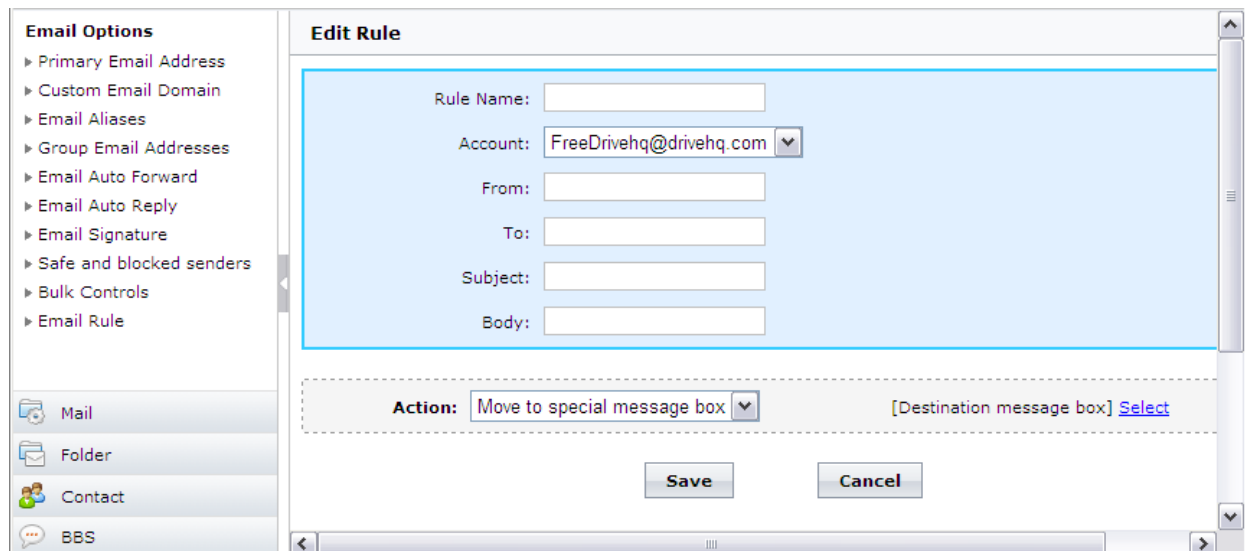 Email Options
Primary Email Address
Custom Email Domain
Email Aliases
Group Email Addresses
Email Auto Forward
Email Auto Reply
Email Signature
Safe and blocked senders
Bulk Controls
Email Rule
Mail
Folder
Contact
BBS
Edit Rule
Rule Name:
Account: FreeDrivehq@drivehq.com
From:
To:
Subject:
Body:
Action: Move to special message box [Destination message box] Select
Save Cancel